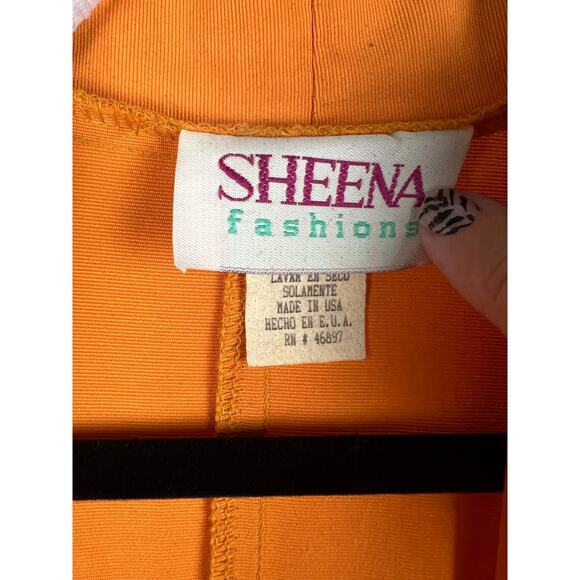 SHEENA
fashions
LAVAR EN SECO
SOLAMENTE
MADE IN USA
HECHO EN E.U.A.
RN # 46897